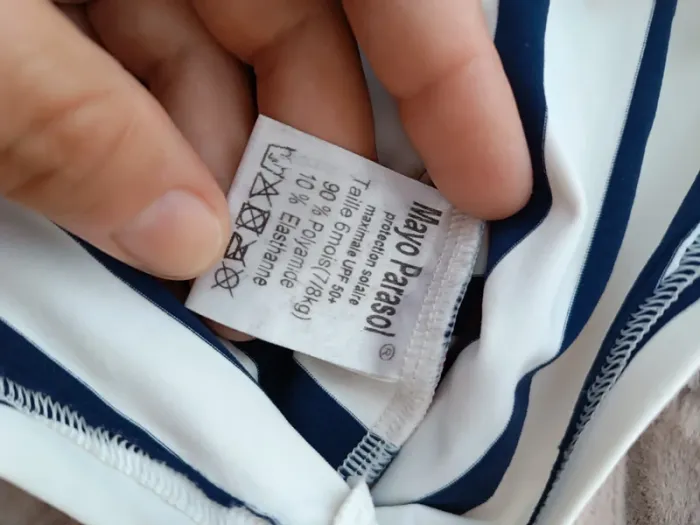 Mayo Parasol ®
protection solaire
maximale UPF 50+
Taille 6mois(7/8kg)
90 % Polyamide
10 % Elasthanne